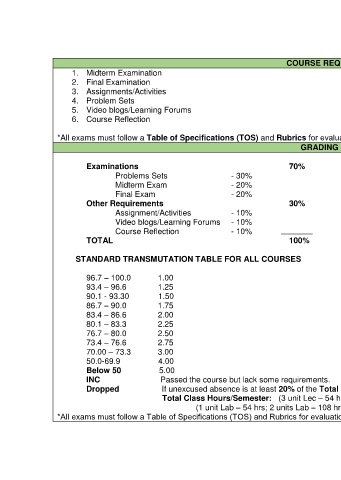 COURSE REQ
1. Midterm Examination
2. Final Examination
3. Assignments/Activities
4. Problem Sets
5. Video blogs/Learning Forums
6. Course Reflection
*All exams must follow a Table of Specifications (TOS) and Rubrics for evalua
GRADING
Examinations 70%
Problems Sets - 30%
Midterm Exam - 20%
Final Exam - 20%
Other Requirements 30%
Assignment/Activities - 10%
Video blogs/Learning Forums - 10%
Course Reflection - 10%
TOTAL 100%
STANDARD TRANSMUTATION TABLE FOR ALL COURSES
96.7 – 100.0 1.00
93.4 – 96.6 1.25
90.1 - 93.30 1.50
86.7 – 90.0 1.75
83.4 – 86.6 2.00
80.1 – 83.3 2.25
76.7 – 80.0 2.50
73.4 – 76.6 2.75
70.00 – 73.3 3.00
50.0-69.9 4.00
Below 50 5.00
INC Passed the course but lack some requirements.
Dropped If unexcused absence is at least 20% of the Total
Total Class Hours/Semester: (3 unit Lec – 54 h
(1 unit Lab – 54 hrs; 2 units Lab – 108 hr
*All exams must follow a Table of Specifications (TOS) and Rubrics for evaluatio